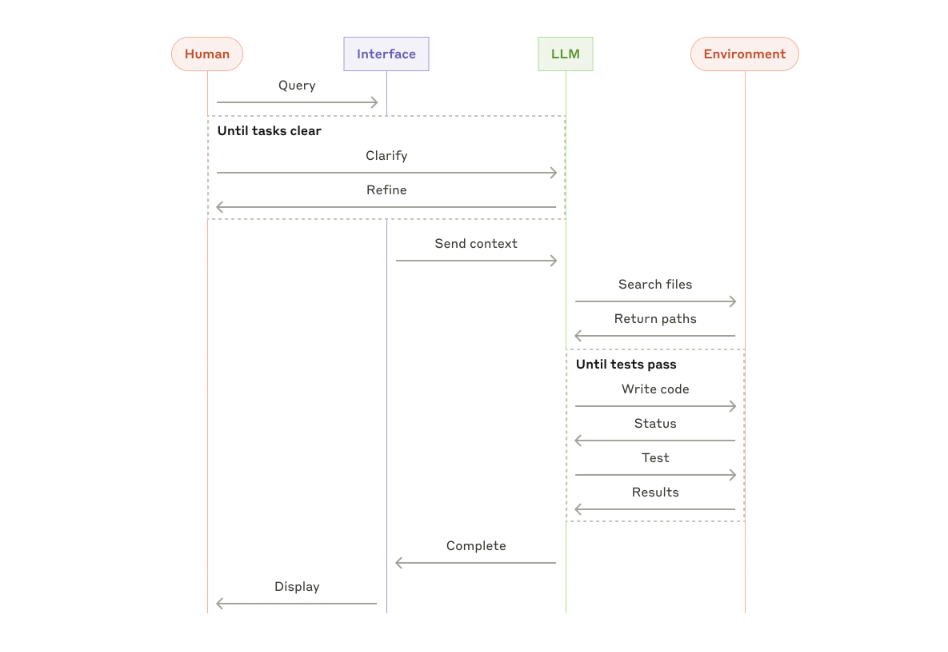 Human
Interface
LLM
Environment
Query
Until tasks clear
Clarify
Refine
Send context
Search files
Return paths
Until tests pass
Write code
Status
Test
Results
Complete
Display